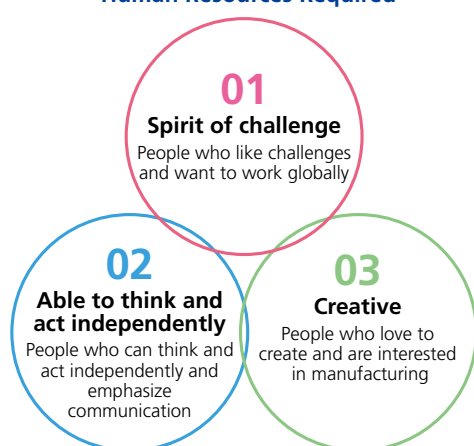 Human Resources Required
01
Spirit of challenge
People who like challenges
and want to work globally
02
Able to think and
act independently
People who can think and
act independently and
emphasize
communication
03
Creative
People who love to
create and are interested
in manufacturing